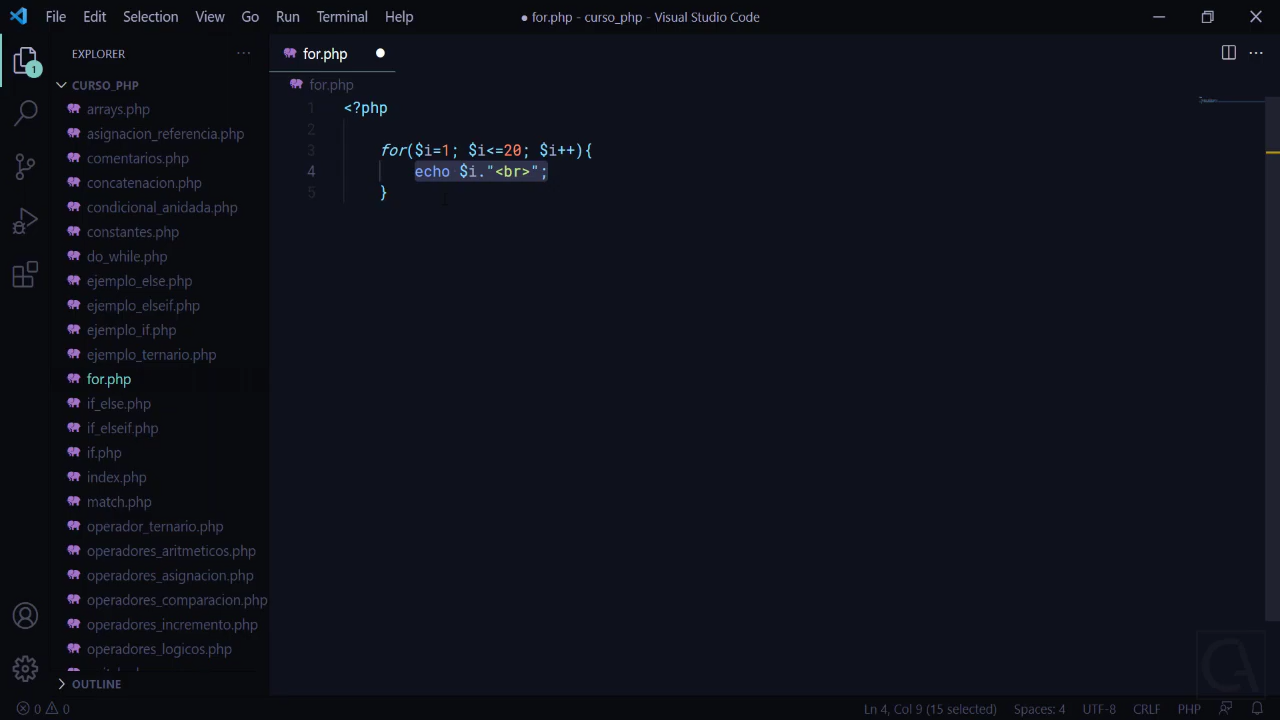 File Edit Selection View Go Run Terminal Help
● for.php - curso_php - Visual Studio Code
EXPLORER
1
CURSO_PHP
arrays.php
asignacion_referencia.php
comentarios.php
concatenacion.php
condicional_anidada.php
constantes.php
do_while.php
ejemplo_else.php
ejemplo_elseif.php
ejemplo_if.php
ejemplo_ternario.php
for.php
if_else.php
if_elseif.php
if.php
index.php
match.php
operador_ternario.php
operadores_aritmeticos.php
operadores_asignacion.php
operadores_comparacion.php
operadores_incremento.php
operadores_logicos.php
OUTLINE
for.php
for.php
1 <?php
2
3 for($i=1; $i<=20; $i++){
4 echo $i."<br>";
5 }
0 0
Ln 4, Col 9 (15 selected) Spaces: 4 UTF-8 CRLF PHP